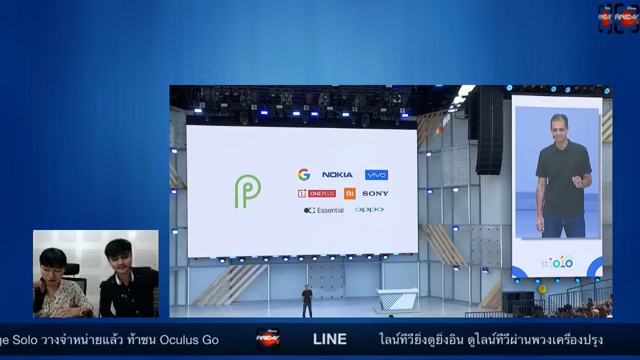 P
G NOKIA vivo
1 ONEPLUS mi SONY
Essential oppo
#io18
ge Solo วางจำหน่ายแล้ว ท้าชน Oculus Go
LINE
ไลน์ทีวียิ่งดูยิ่งอิน ดูไลน์ทีวีผ่านพวงเครื่องปรุง